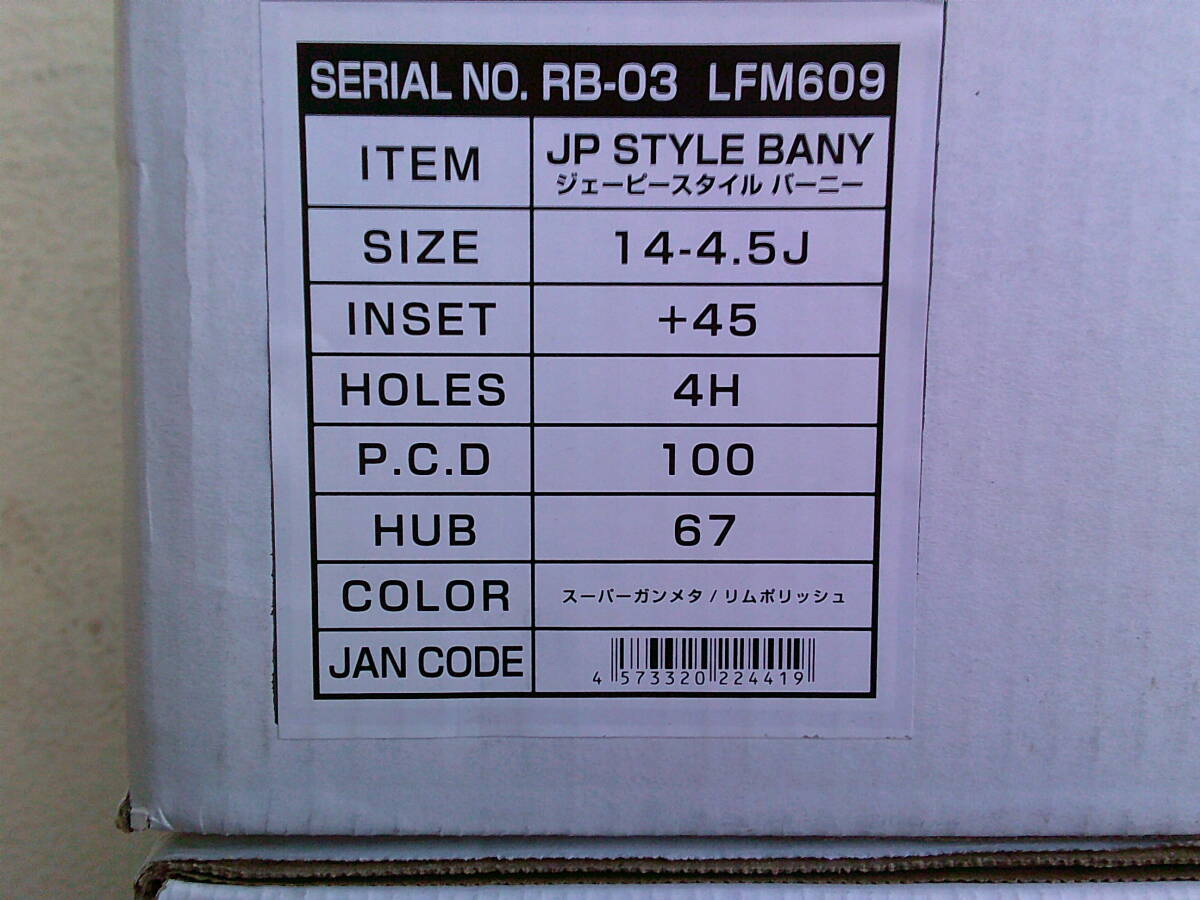 SERIAL NO. RB-03 LFM609
ITEM JP STYLE BANY
ジェーピースタイル バーニー
SIZE 14-4.5J
INSET +45
HOLES 4H
P.C.D 100
HUB 67
COLOR スーパーガンメタ/リムポリッシュ
JAN CODE 4 573320 224419